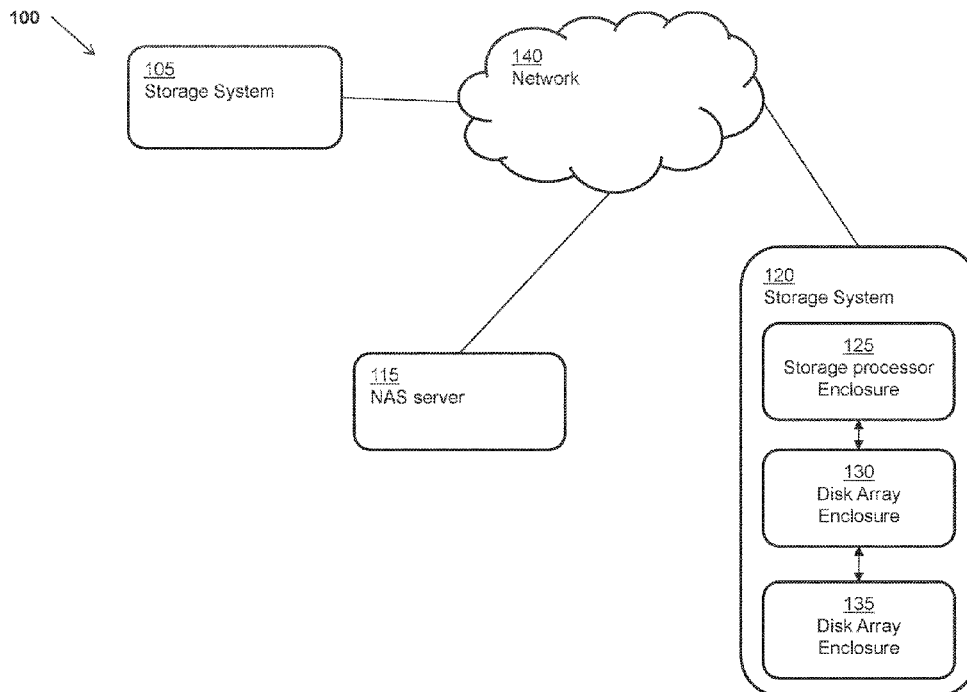 100
105
Storage System
140
Network
115
NAS server
120
Storage System
125
Storage processor
Enclosure
130
Disk Array
Enclosure
135
Disk Array
Enclosure